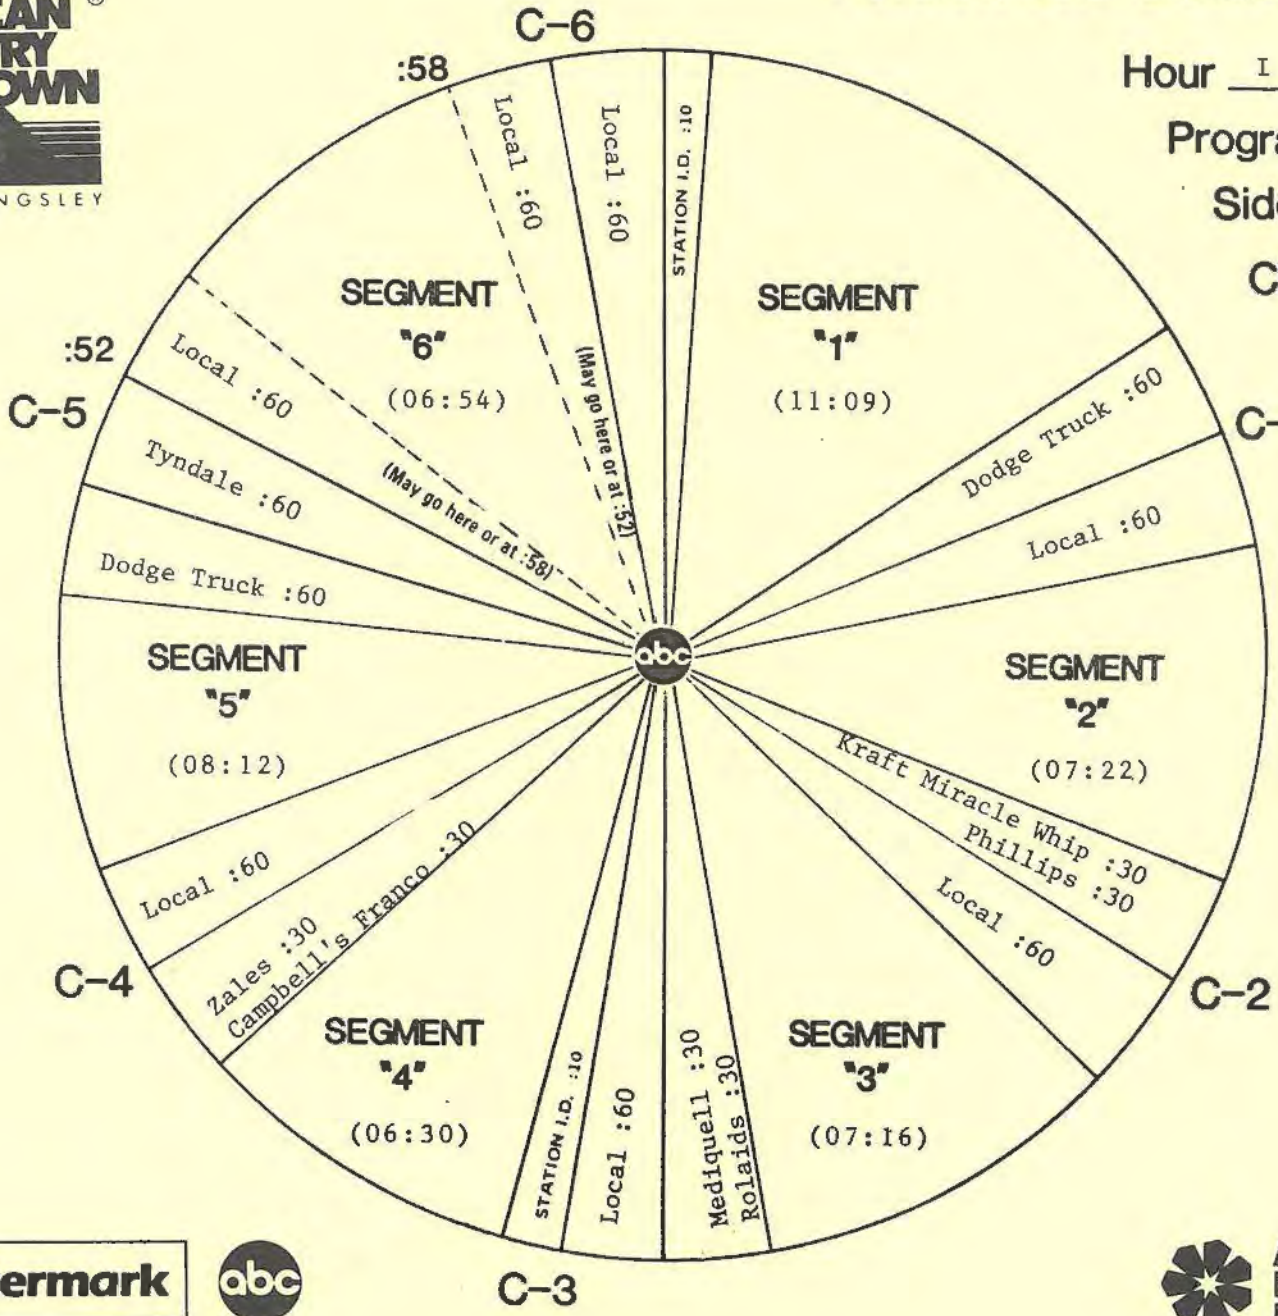 C-6
:58
Hour I
NGSLEY
Local :60
Local :60
STATION I.D. :10
SEGMENT
"6"
(06:54)
SEGMENT
"1"
(11:09)
:52
C-5
Local :60
(May go here or at :52)
(May go here or at :58)
Dodge Truck :60
Tyndale :60
Local :60
Dodge Truck :60
abc
SEGMENT
"5"
(08:12)
SEGMENT
"2"
(07:22)
Kraft Miracle Whip :30
Phillips :30
Local :60
C-2
Local :60
C-4
Zales :30
Campbell's Franco :30
SEGMENT
"4"
(06:30)
STATION I.D. :10
Local :60
Mediquell :30
Rolaids :30
SEGMENT
"3"
(07:16)
C-3
ermark
abc